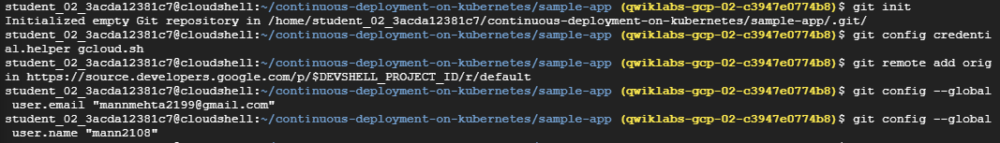 student_02_3acda12381c7@cloudshell:~/continuous-deployment-on-kubernetes/sample-app (qwiklabs-gcp-02-c3947e0774b8)$ git init
Initialized empty Git repository in /home/student_02_3acda12381c7/continuous-deployment-on-kubernetes/sample-app/.git/
student_02_3acda12381c7@cloudshell:~/continuous-deployment-on-kubernetes/sample-app (qwiklabs-gcp-02-c3947e0774b8)$ git config credenti
al.helper gcloud.sh
student_02_3acda12381c7@cloudshell:~/continuous-deployment-on-kubernetes/sample-app (qwiklabs-gcp-02-c3947e0774b8)$ git remote add orig
in https://source.developers.google.com/p/$DEVSHELL_PROJECT_ID/r/default
student_02_3acda12381c7@cloudshell:~/continuous-deployment-on-kubernetes/sample-app (qwiklabs-gcp-02-c3947e0774b8)$ git config --global
 user.email "mannmehta2199@gmail.com"
student_02_3acda12381c7@cloudshell:~/continuous-deployment-on-kubernetes/sample-app (qwiklabs-gcp-02-c3947e0774b8)$ git config --global
 user.name "mann2108"